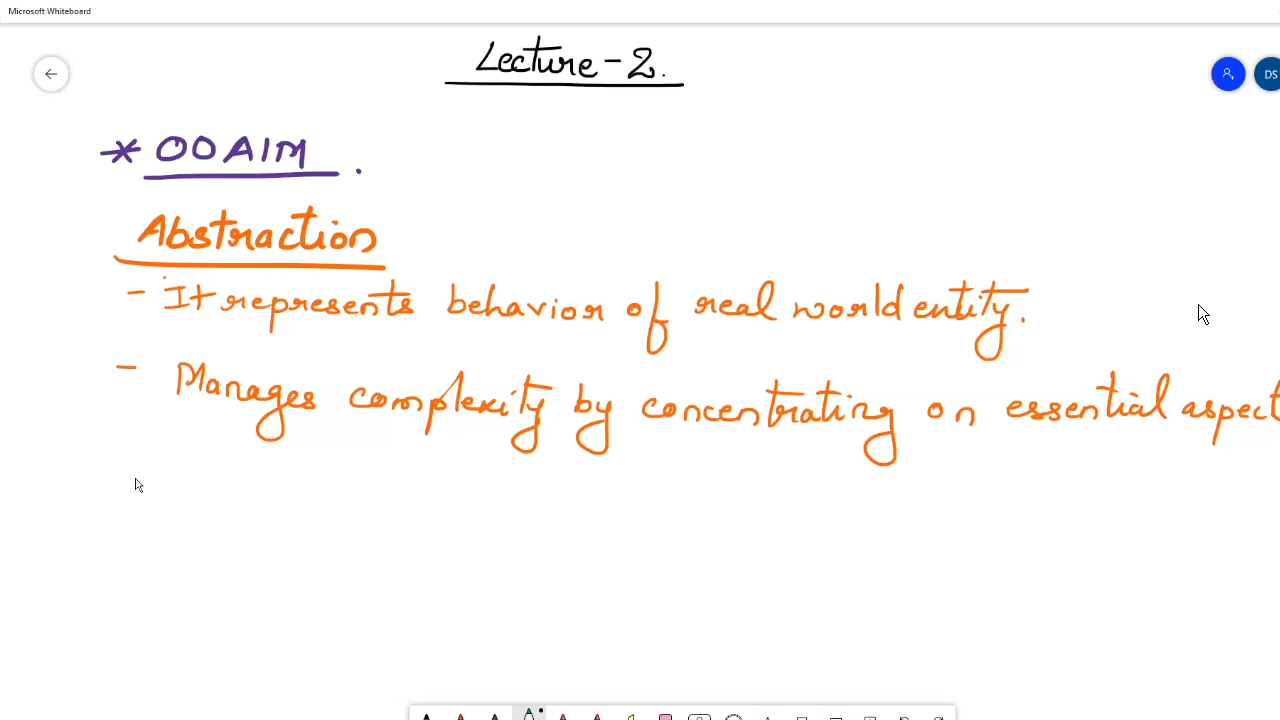 Microsoft Whiteboard
Lecture-2.
DS
* OOAIM.
Abstraction
- It represents behavior of real world entity.
- Manages complexity by concentrating on essential aspect